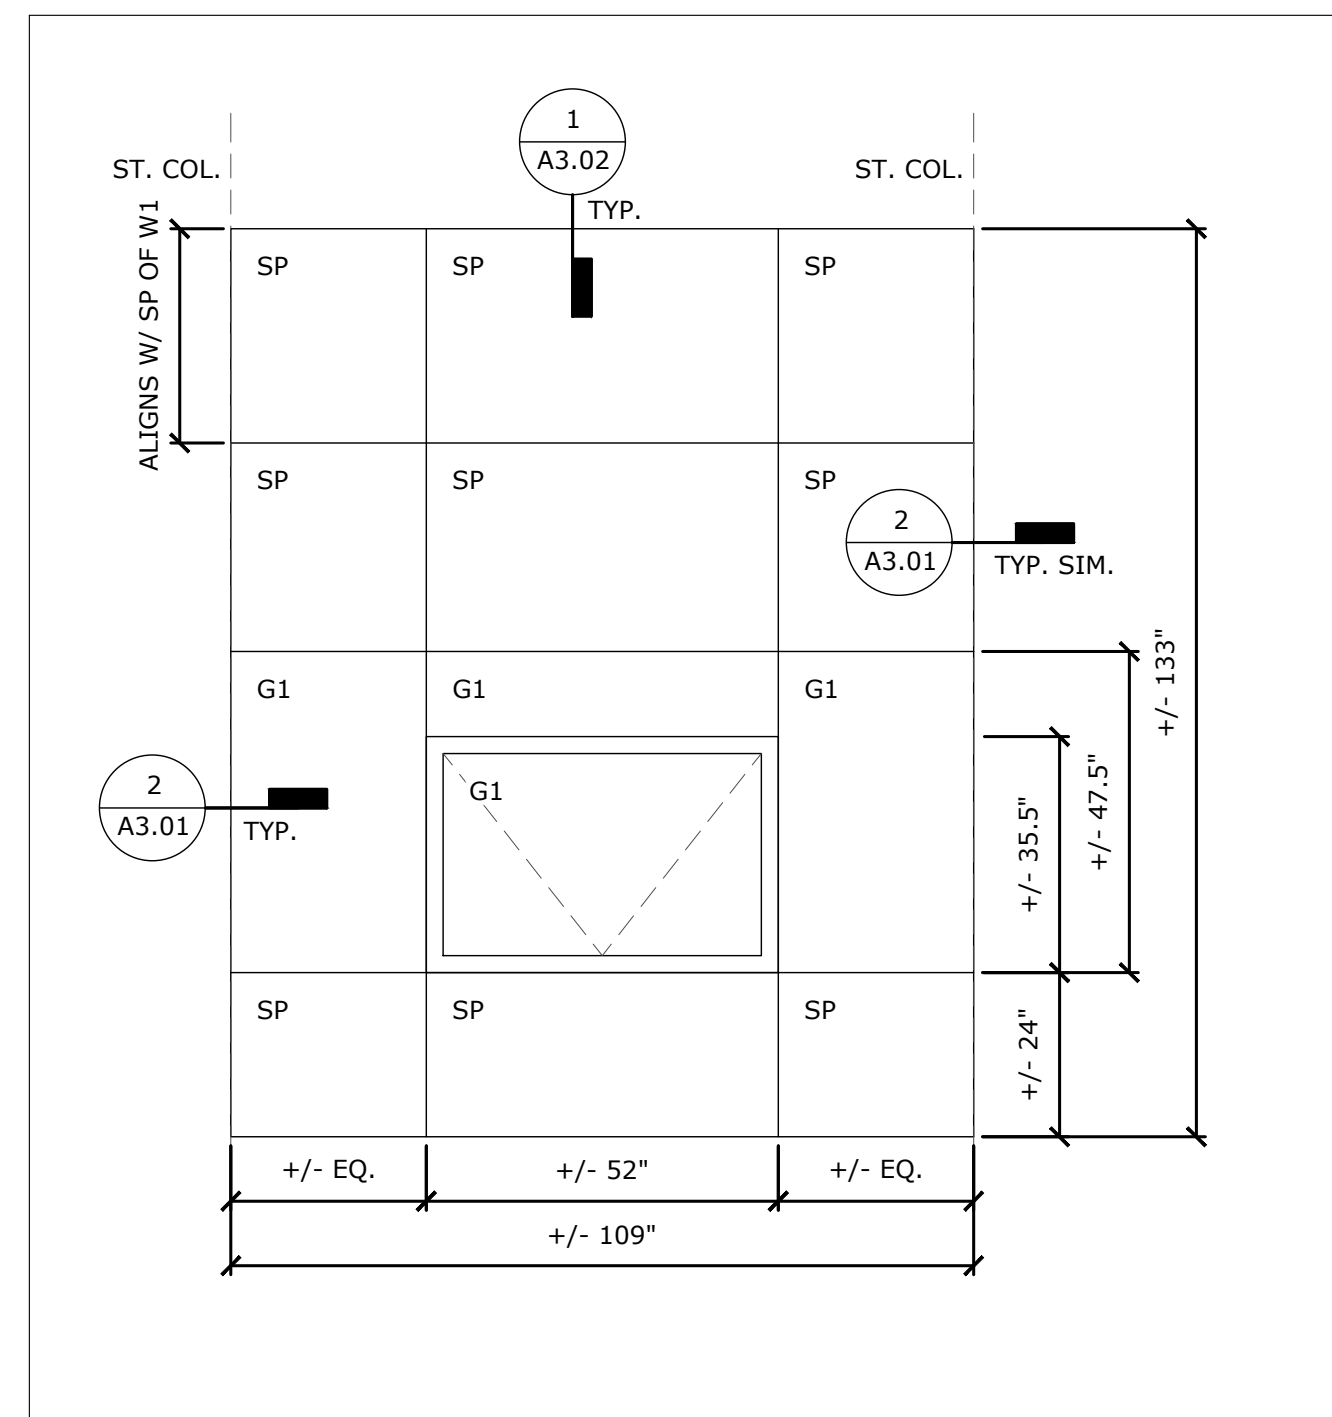 1
A3.02
ST. COL.
ST. COL.
TYP.
ALIGNS W/ SP OF W1
SP
SP
SP
SP
SP
SP
2
A3.01
TYP. SIM.
+/- 133"
G1
G1
G1
+/- 47.5"
2
A3.01
TYP.
G1
+/- 35.5"
SP
SP
SP
+/- 24"
+/- EQ.
+/- 52"
+/- EQ.
+/- 109"